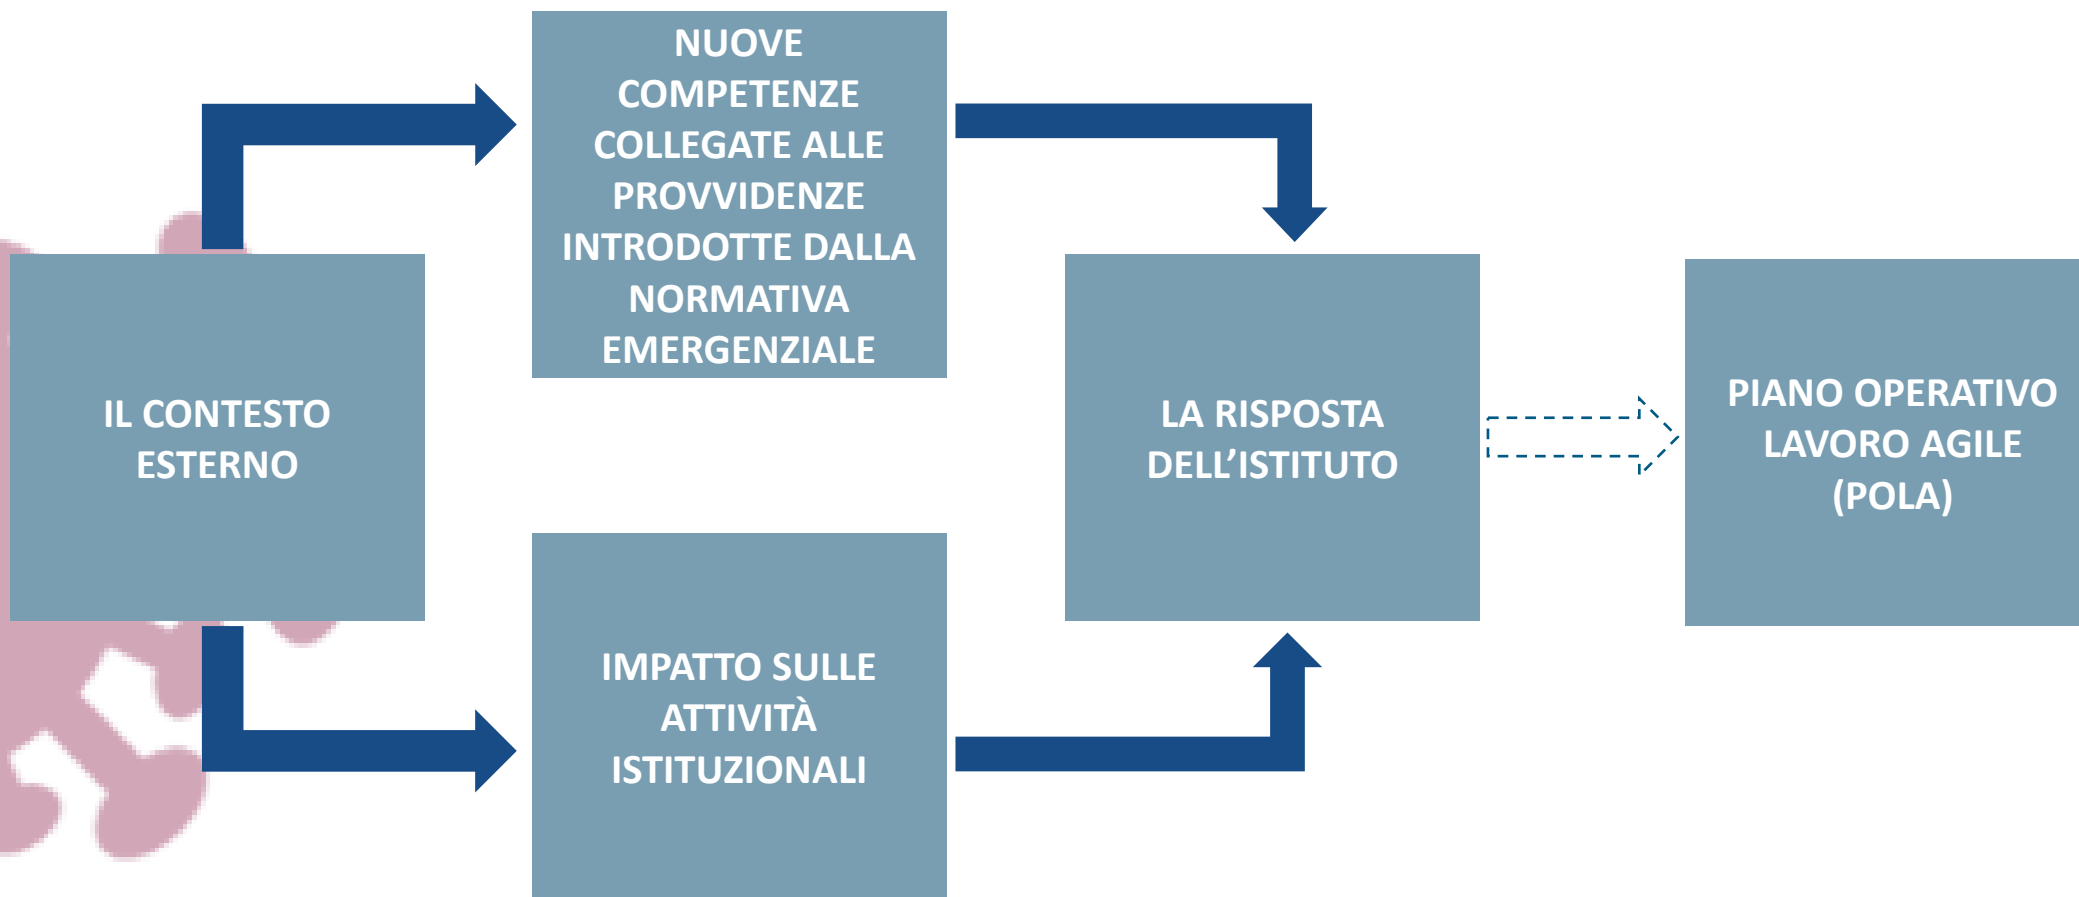 NUOVE
COMPETENZE
COLLEGATE ALLE
PROVVIDENZE
INTRODOTTE DALLA
NORMATIVA
EMERGENZIALE
IL CONTESTO
ESTERNO
IMPATTO SULLE
ATTIVITÀ
ISTITUZIONALI
LA RISPOSTA
DELL’ISTITUTO
PIANO OPERATIVO
LAVORO AGILE
(POLA)